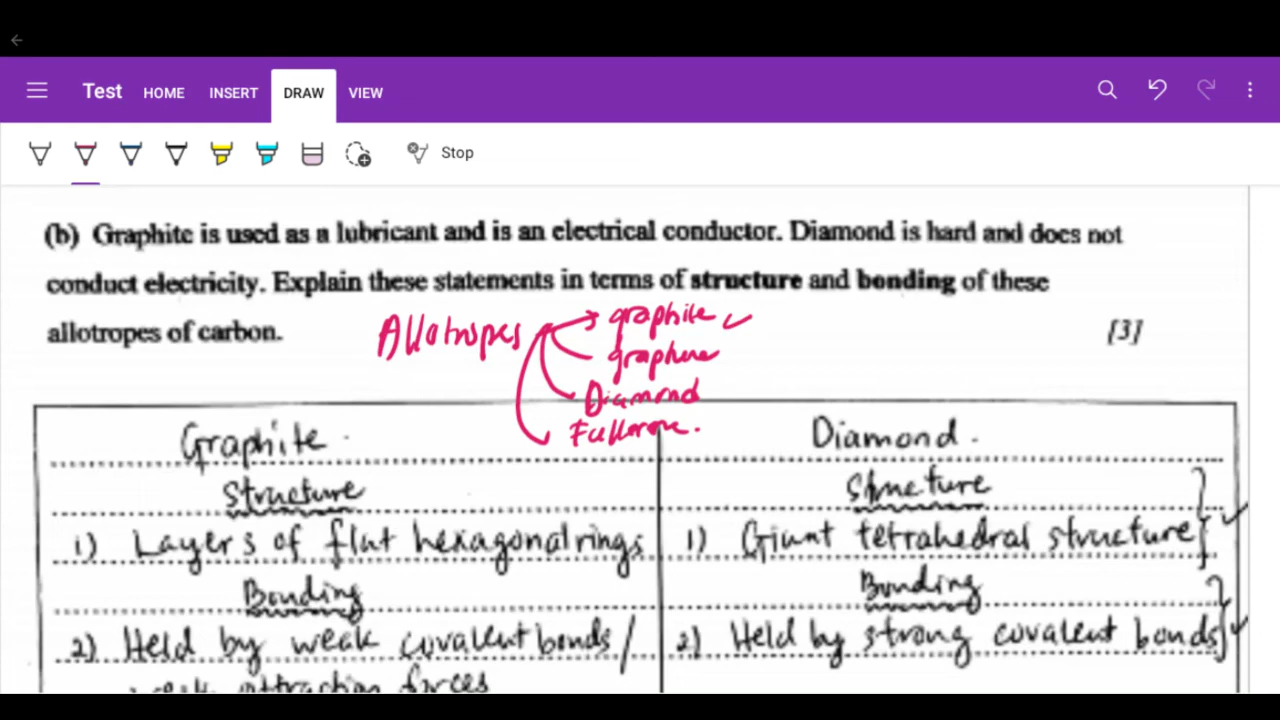 Test HOME INSERT DRAW VIEW
Stop
(b) Graphite is used as a lubricant and is an electrical conductor. Diamond is hard and does not
conduct electricity. Explain these statements in terms of structure and bonding of these
allotropes of carbon.
[3]
Allotropes
graphite
graphene
Diamond
Graphite
Structure
1) Layers of flat hexagonal rings
Bonding
2) Held by weak covalent bonds/
weak attraction forces
Diamond.
Structure
1) Giant tetrahedral structure
Bonding
2) Held by strong covalent bonds